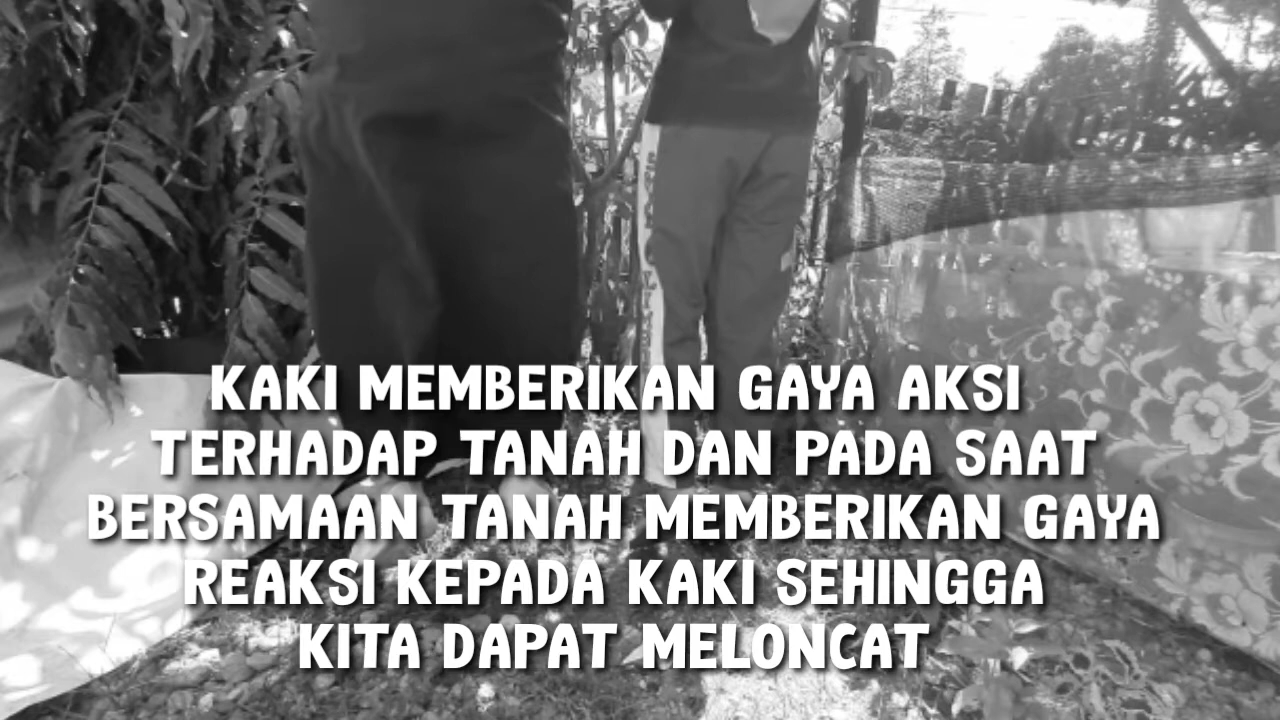 KAKI MEMBERIKAN GAYA AKSI
TERHADAP TANAH DAN PADA SAAT
BERSAMAAN TANAH MEMBERIKAN GAYA
REAKSI KEPADA KAKI SEHINGGA
KITA DAPAT MELONCAT